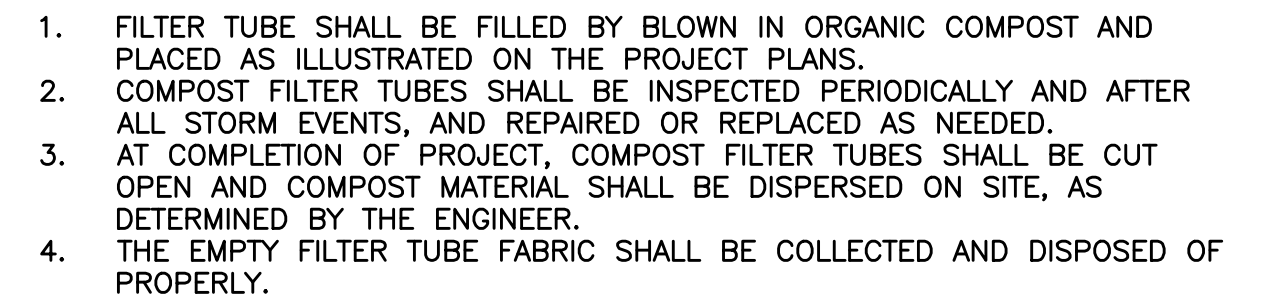 1. FILTER TUBE SHALL BE FILLED BY BLOWN IN ORGANIC COMPOST AND
PLACED AS ILLUSTRATED ON THE PROJECT PLANS.
2. COMPOST FILTER TUBES SHALL BE INSPECTED PERIODICALLY AND AFTER
ALL STORM EVENTS, AND REPAIRED OR REPLACED AS NEEDED.
3. AT COMPLETION OF PROJECT, COMPOST FILTER TUBES SHALL BE CUT
OPEN AND COMPOST MATERIAL SHALL BE DISPERSED ON SITE, AS
DETERMINED BY THE ENGINEER.
4. THE EMPTY FILTER TUBE FABRIC SHALL BE COLLECTED AND DISPOSED OF
PROPERLY.